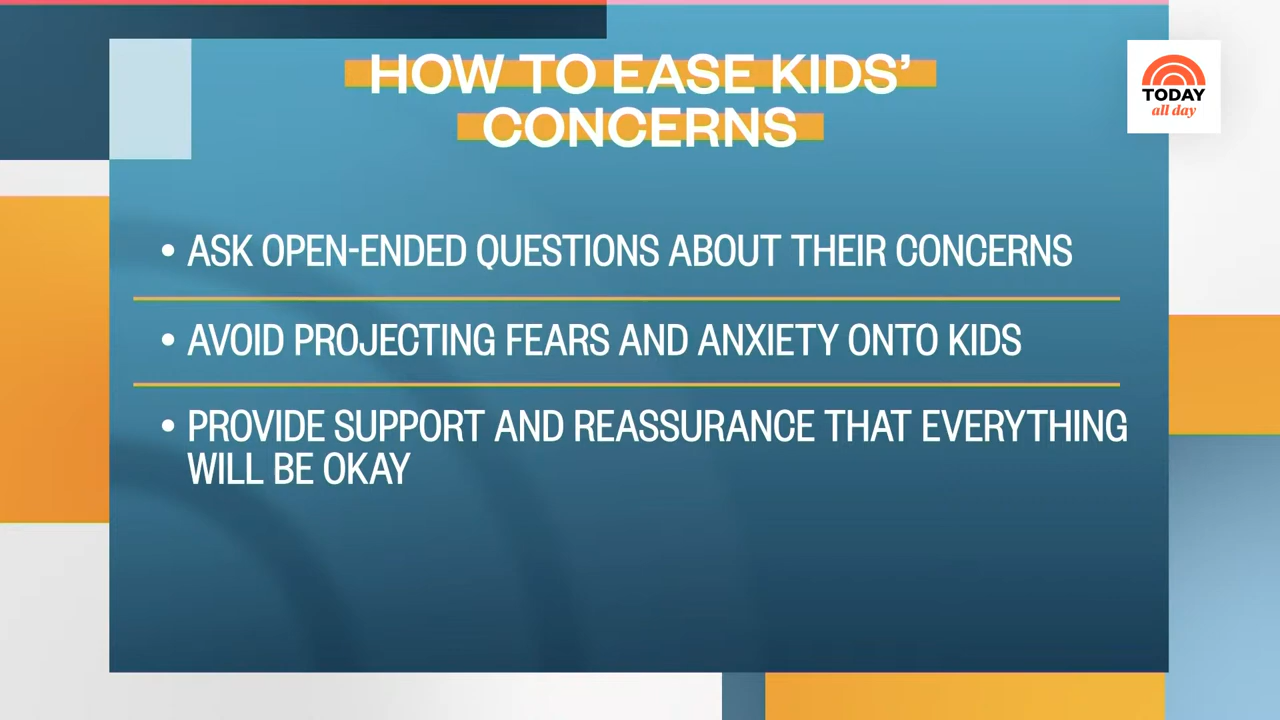 HOW TO EASE KIDS’
CONCERNS
TODAY
all day
• ASK OPEN-ENDED QUESTIONS ABOUT THEIR CONCERNS
• AVOID PROJECTING FEARS AND ANXIETY ONTO KIDS
• PROVIDE SUPPORT AND REASSURANCE THAT EVERYTHING
WILL BE OKAY